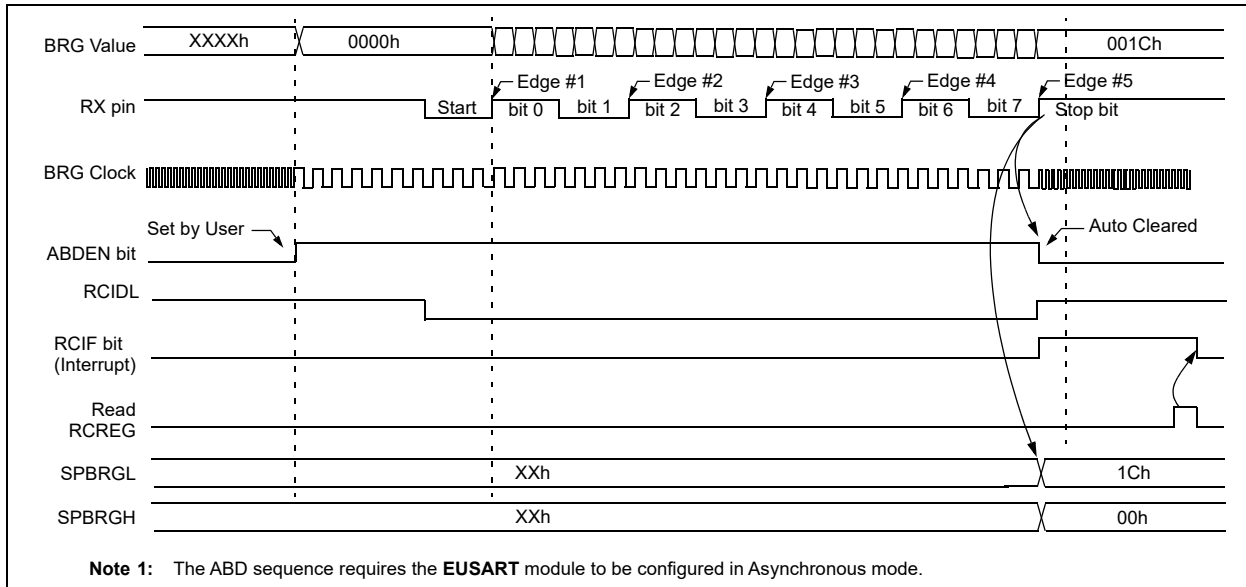 BRG Value XXXXh 0000h 001Ch
Edge #1 Edge #2 Edge #3 Edge #4 Edge #5
RX pin Start bit 0 bit 1 bit 2 bit 3 bit 4 bit 5 bit 6 bit 7 Stop bit
BRG Clock
Set by User Auto Cleared
ABDEN bit
RCIDL
RCIF bit
(Interrupt)
Read
RCREG
SPBRGL XXh 1Ch
SPBRGH XXh 00h
Note 1: The ABD sequence requires the EUSART module to be configured in Asynchronous mode.